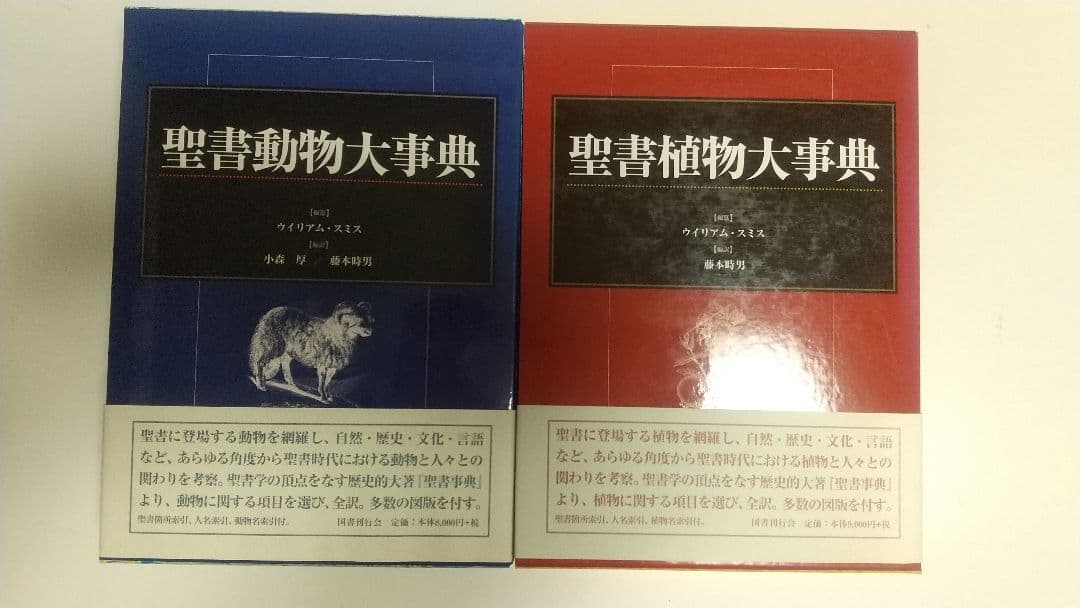 聖書動物大事典
【編纂】
ウイリアム・スミス
【編訳】
小森 厚／藤本時男
聖書に登場する動物を網羅し、自然・歴史・文化・言語
など、あらゆる角度から聖書時代における動物と人々との
関わりを考察。聖書学の頂点をなす歴史的大著『聖書事典』
より、動物に関する項目を選び、全訳。多数の図版を付す。
聖書箇所索引、人名索引、動物名索引付。 国書刊行会 定価：本体8,000円+税
聖書植物大事典
【編纂】
ウイリアム・スミス
【編訳】
藤本時男
聖書に登場する植物を網羅し、自然・歴史・文化・言語
など、あらゆる角度から聖書時代における植物と人々との
関わりを考察。聖書学の頂点をなす歴史的大著『聖書事典』
より、植物に関する項目を選び、全訳。多数の図版を付す。
聖書箇所索引、人名索引、植物名索引付。 国書刊行会 定価：本体9,000円+税